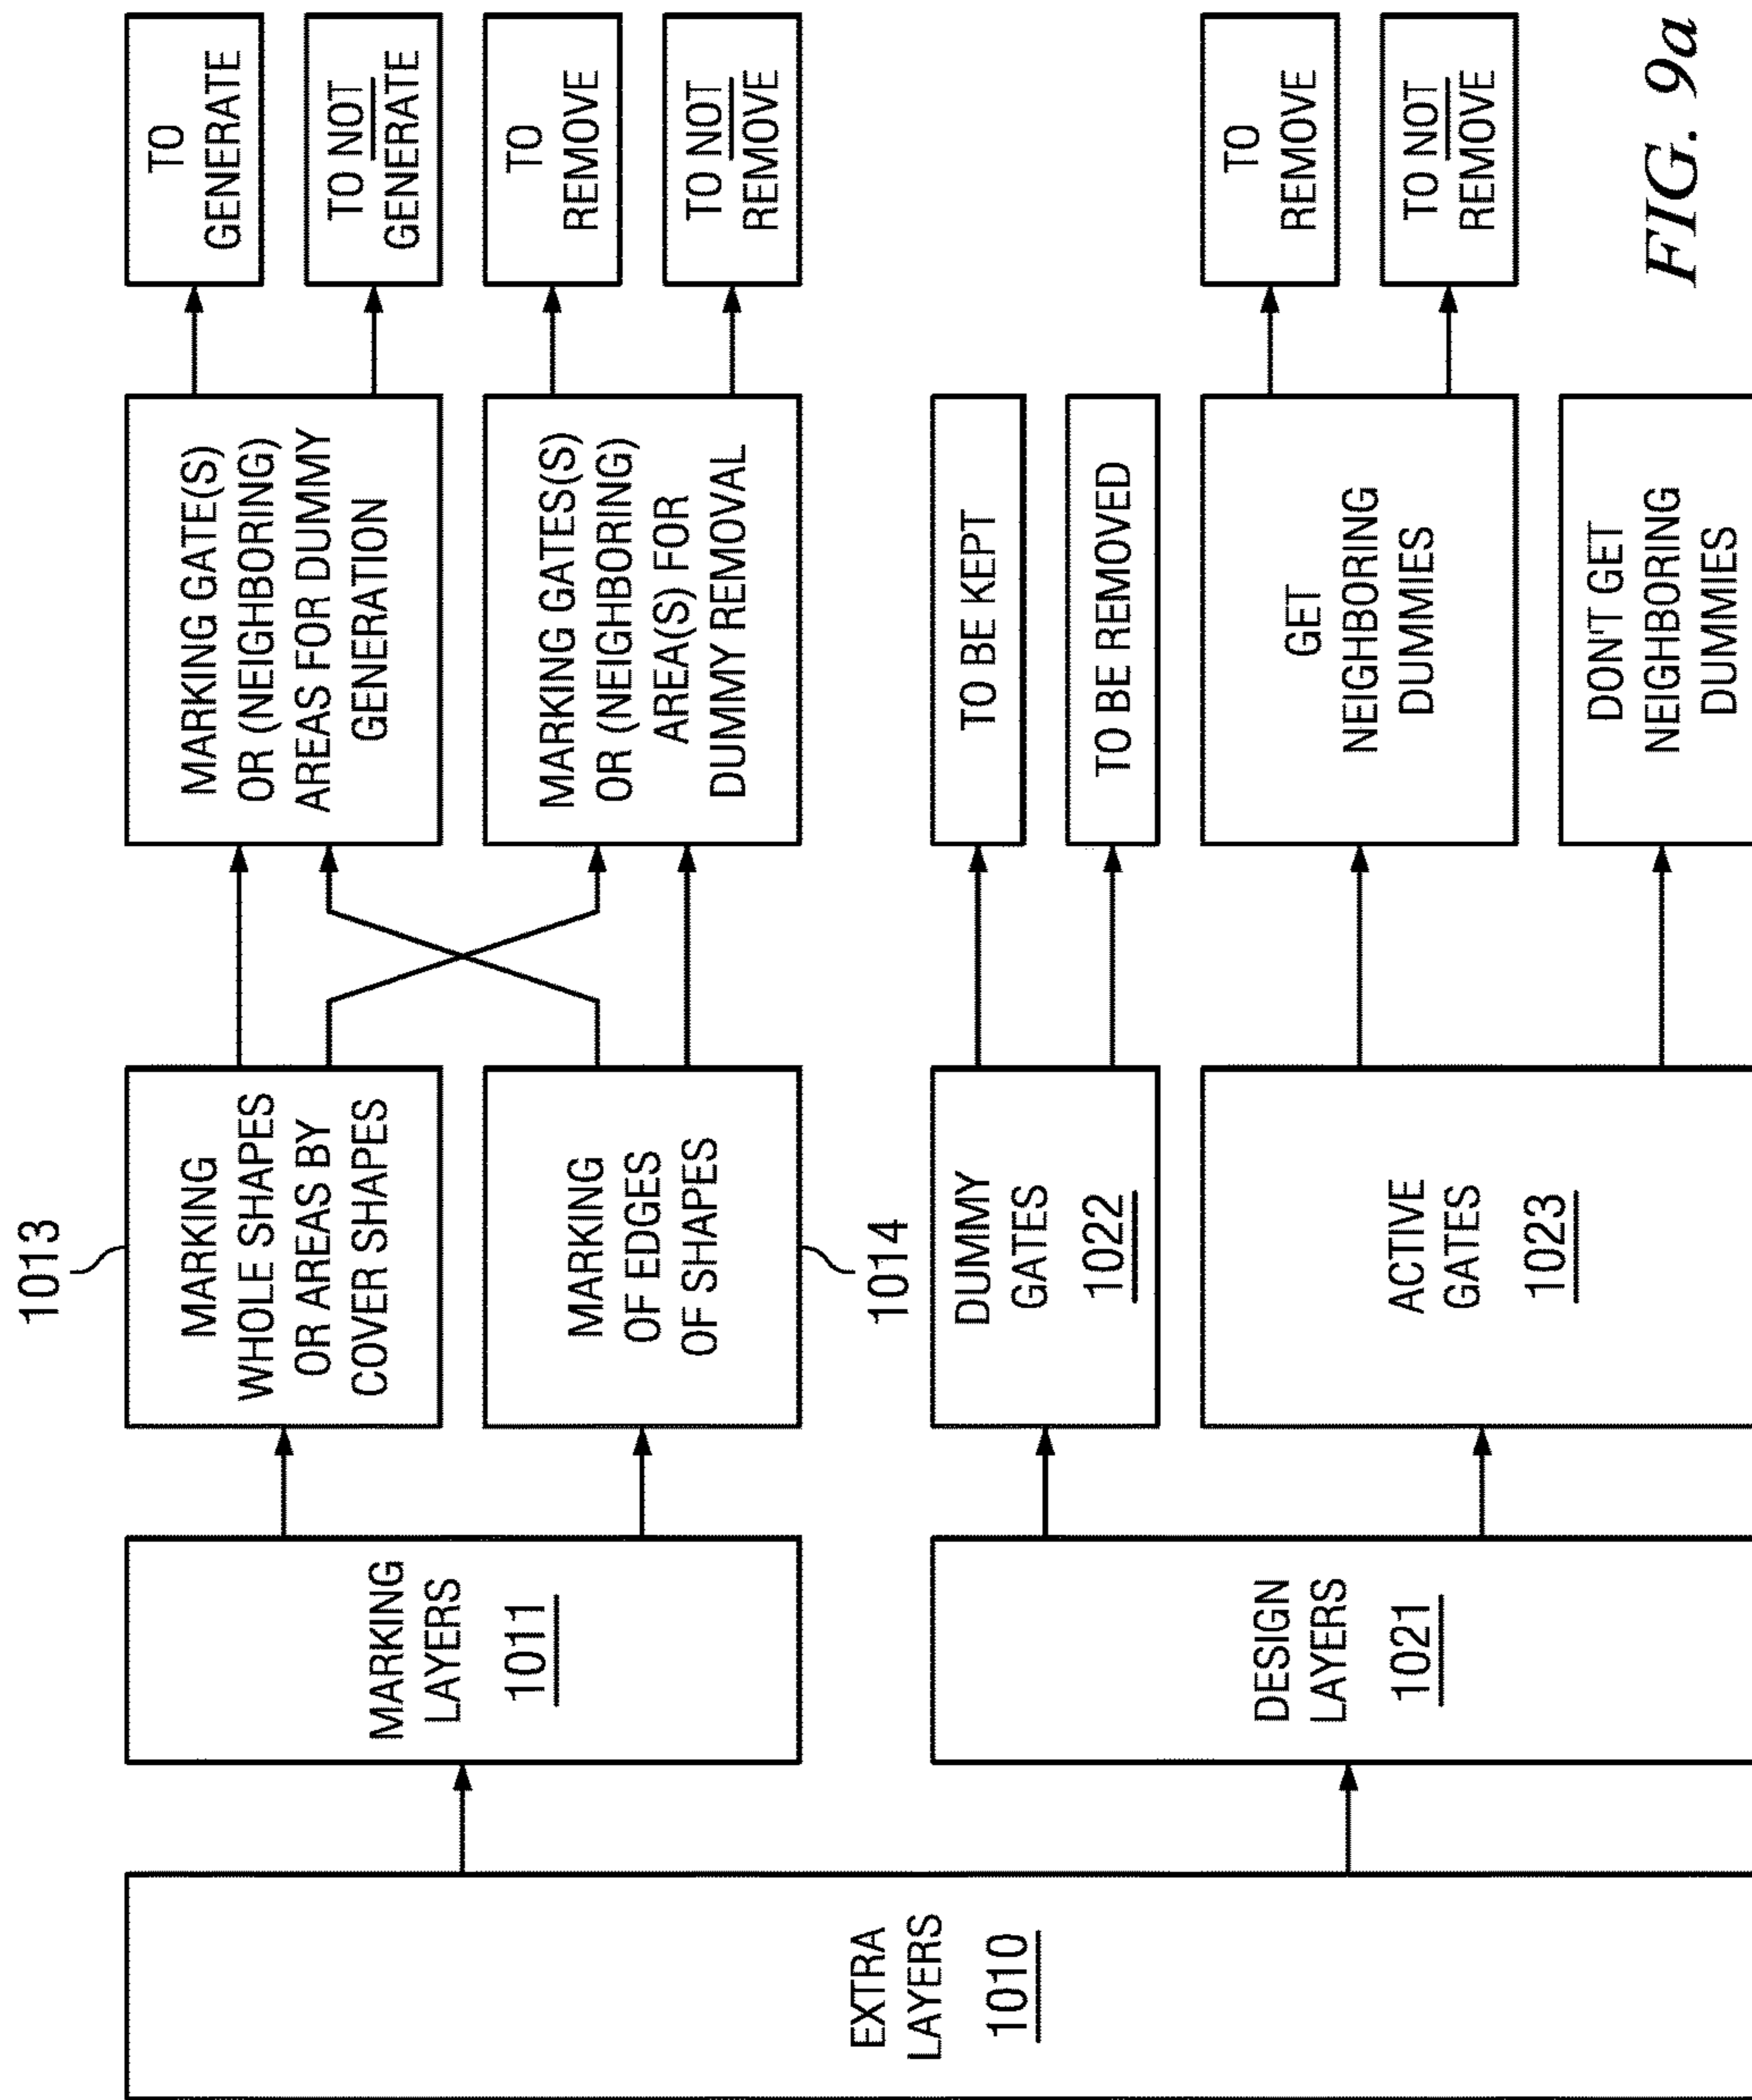 EXTRA
LAYERS
1010
MARKING
LAYERS
1011
DESIGN
LAYERS
1021
1013
MARKING
WHOLE SHAPES
OR AREAS BY
COVER SHAPES
MARKING
OF EDGES
OF SHAPES
1014
DUMMY
GATES
1022
ACTIVE
GATES
1023
MARKING GATE(S)
OR (NEIGHBORING)
AREAS FOR DUMMY
GENERATION
MARKING GATES(S)
OR (NEIGHBORING)
AREA(S) FOR
DUMMY REMOVAL
TO BE KEPT
TO BE REMOVED
GET
NEIGHBORING
DUMMIES
DON'T GET
NEIGHBORING
DUMMIES
TO
GENERATE
TO NOT
GENERATE
TO
REMOVE
TO NOT
REMOVE
TO
REMOVE
TO NOT
REMOVE
FIG. 9a